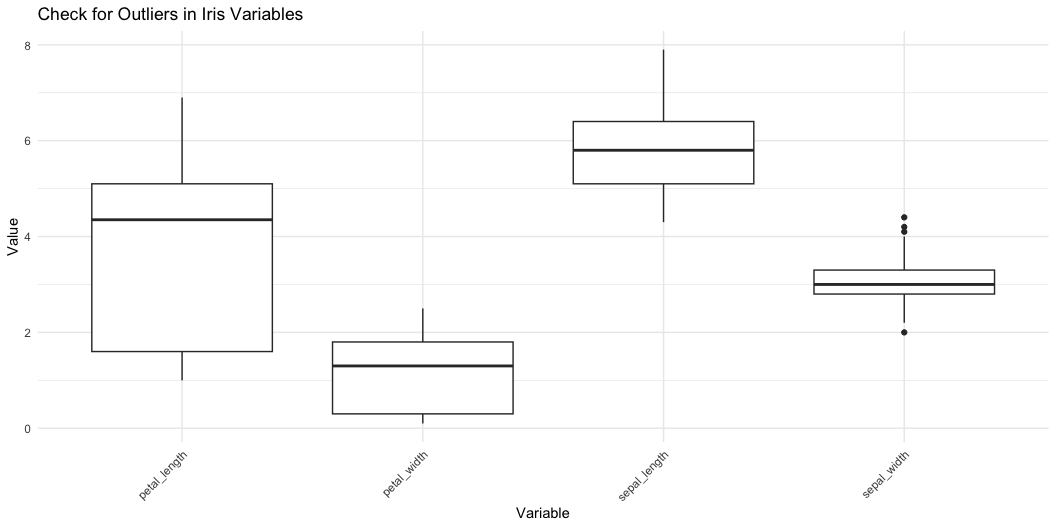 Check for Outliers in Iris Variables
Value
8
6
4
2
0
petal_length
petal_width
sepal_length
sepal_width
Variable